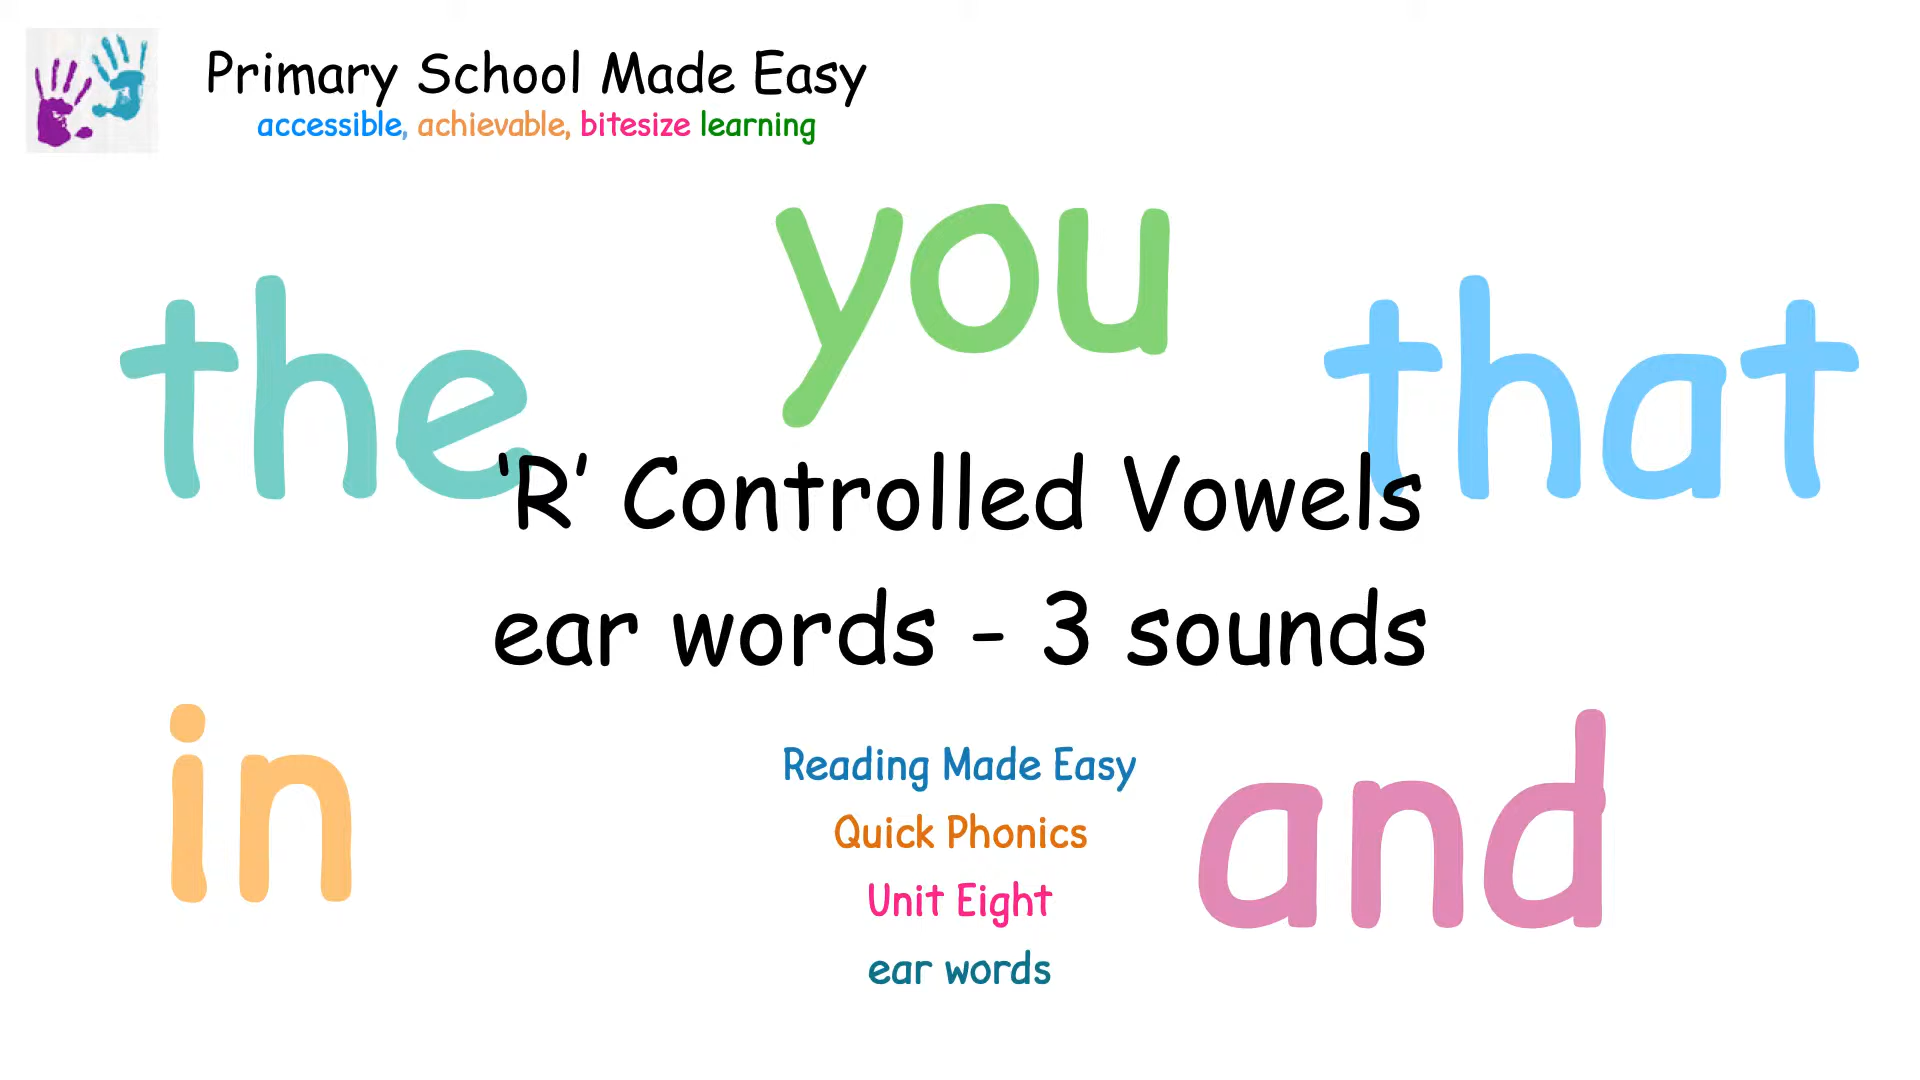 Primary School Made Easy
accessible, achievable, bitesize learning
you
the
that
'R' Controlled Vowels
ear words - 3 sounds
in
and
Reading Made Easy
Quick Phonics
Unit Eight
ear words